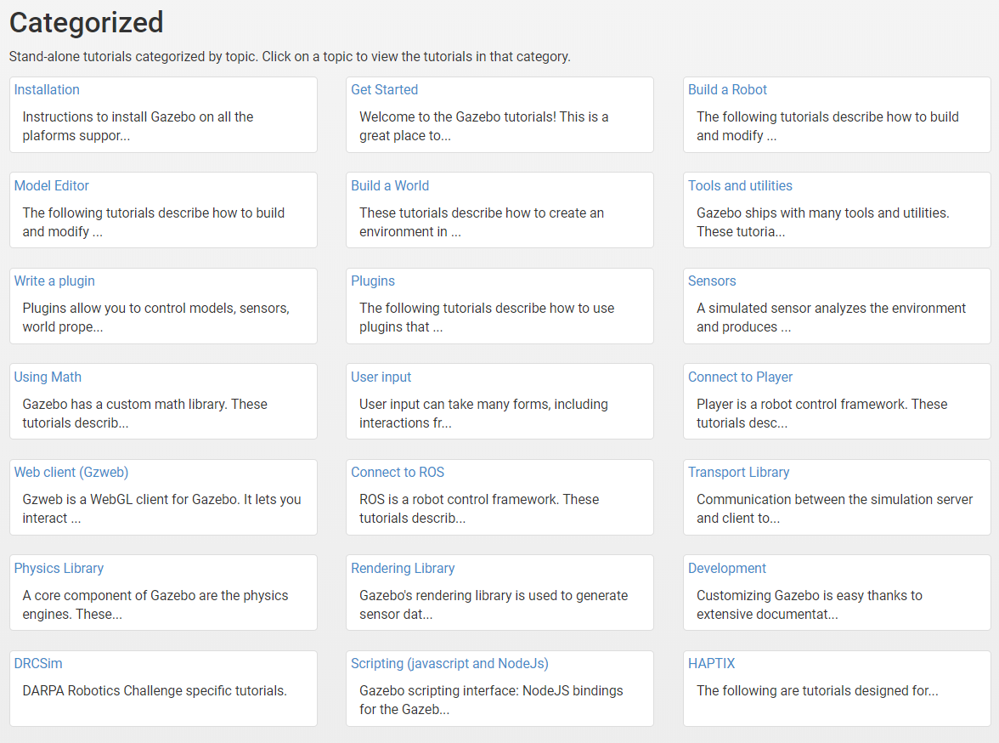 Categorized
Stand-alone tutorials categorized by topic. Click on a topic to view the tutorials in that category.
Installation
Instructions to install Gazebo on all the
plaforms suppor...
Get Started
Welcome to the Gazebo tutorials! This is a
great place to...
Build a Robot
The following tutorials describe how to build
and modify ...
Model Editor
The following tutorials describe how to build
and modify ...
Build a World
These tutorials describe how to create an
environment in ...
Tools and utilities
Gazebo ships with many tools and utilities.
These tutoria...
Write a plugin
Plugins allow you to control models, sensors,
world prope...
Plugins
The following tutorials describe how to use
plugins that ...
Sensors
A simulated sensor analyzes the environment
and produces ...
Using Math
Gazebo has a custom math library. These
tutorials describ...
User input
User input can take many forms, including
interactions fr...
Connect to Player
Player is a robot control framework. These
tutorials desc...
Web client (Gzweb)
Gzweb is a WebGL client for Gazebo. It lets you
interact ...
Connect to ROS
ROS is a robot control framework. These
tutorials describ...
Transport Library
Communication between the simulation server
and client to...
Physics Library
A core component of Gazebo are the physics
engines. These...
Rendering Library
Gazebo's rendering library is used to generate
sensor dat...
Development
Customizing Gazebo is easy thanks to
extensive documentat...
DRCSim
DARPA Robotics Challenge specific tutorials.
Scripting (javascript and NodeJs)
Gazebo scripting interface: NodeJS bindings
for the Gazeb...
HAPTIX
The following are tutorials designed for...